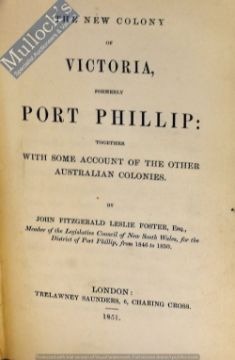 Mullock's
THE NEW COLONY
OF
VICTORIA,
FORMERLY
PORT PHILLIP:
TOGETHER
WITH SOME ACCOUNT OF THE OTHER
AUSTRALIAN COLONIES.
BY
JOHN FITZGERALD LESLIE FOSTER, Esq.,
Member of the Legislative Council of New South Wales, for the
District of Port Phillip, from 1846 to 1850.
LONDON:
TRELAWNEY SAUNDERS, 6, CHARING CROSS.
1851.